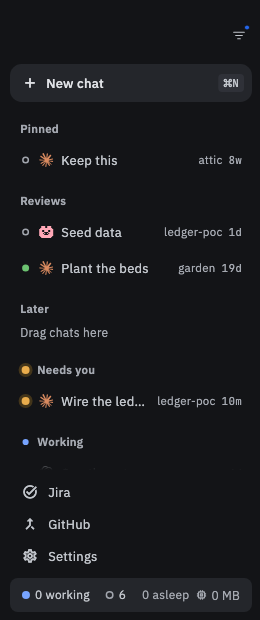 New chat ⌘N
Pinned
Keep this attic 8w
Reviews
Seed data ledger-poc 1d
Plant the beds garden 19d
Later
Drag chats here
Needs you
Wire the led... ledger-poc 10m
Working
Jira
GitHub
Settings
0 working 6 0 asleep 0 MB